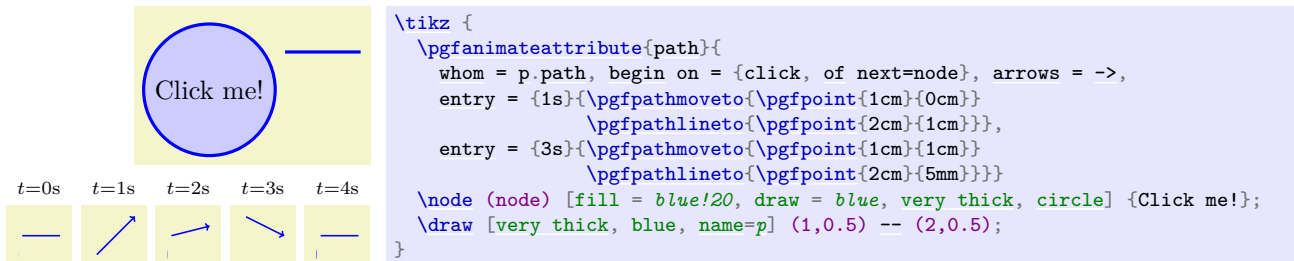 Click me!
t=0s t=1s t=2s t=3s t=4s
\tikz {
  \pgfanimateattribute{path}{
    whom = p.path, begin on = {click, of next=node}, arrows = ->,
    entry = {1s}{\pgfpathmoveto{\pgfpoint{1cm}{0cm}}
                \pgfpathlineto{\pgfpoint{2cm}{1cm}}},
    entry = {3s}{\pgfpathmoveto{\pgfpoint{1cm}{1cm}}
                \pgfpathlineto{\pgfpoint{2cm}{5mm}}}}
  \node (node) [fill = blue!20, draw = blue, very thick, circle] {Click me!};
  \draw [very thick, blue, name=p] (1,0.5) -- (2,0.5);
}